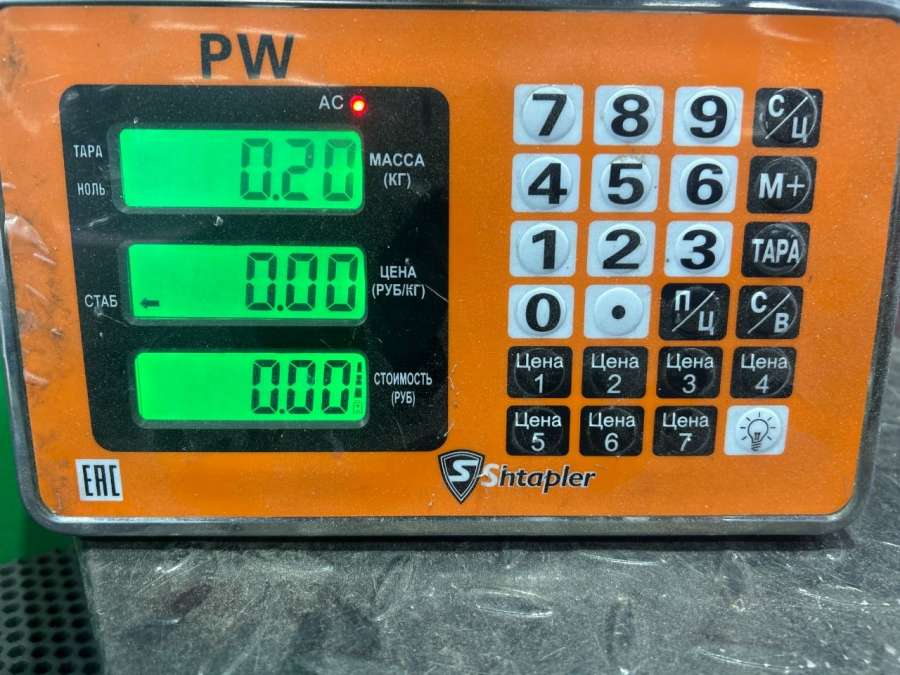 PW
AC
ТАРА
НОЛЬ
0.20
МАССА
(КГ)
СТАБ
0.00
ЦЕНА
(РУБ/КГ)
0.00
СТОИМОСТЬ
(РУБ)
7 8 9 С/Ц
4 5 6 М+
1 2 3 ТАРА
0 . П/Ц С/В
Цена 1 Цена 2 Цена 3 Цена 4
Цена 5 Цена 6 Цена 7
EAC
S Shtapler